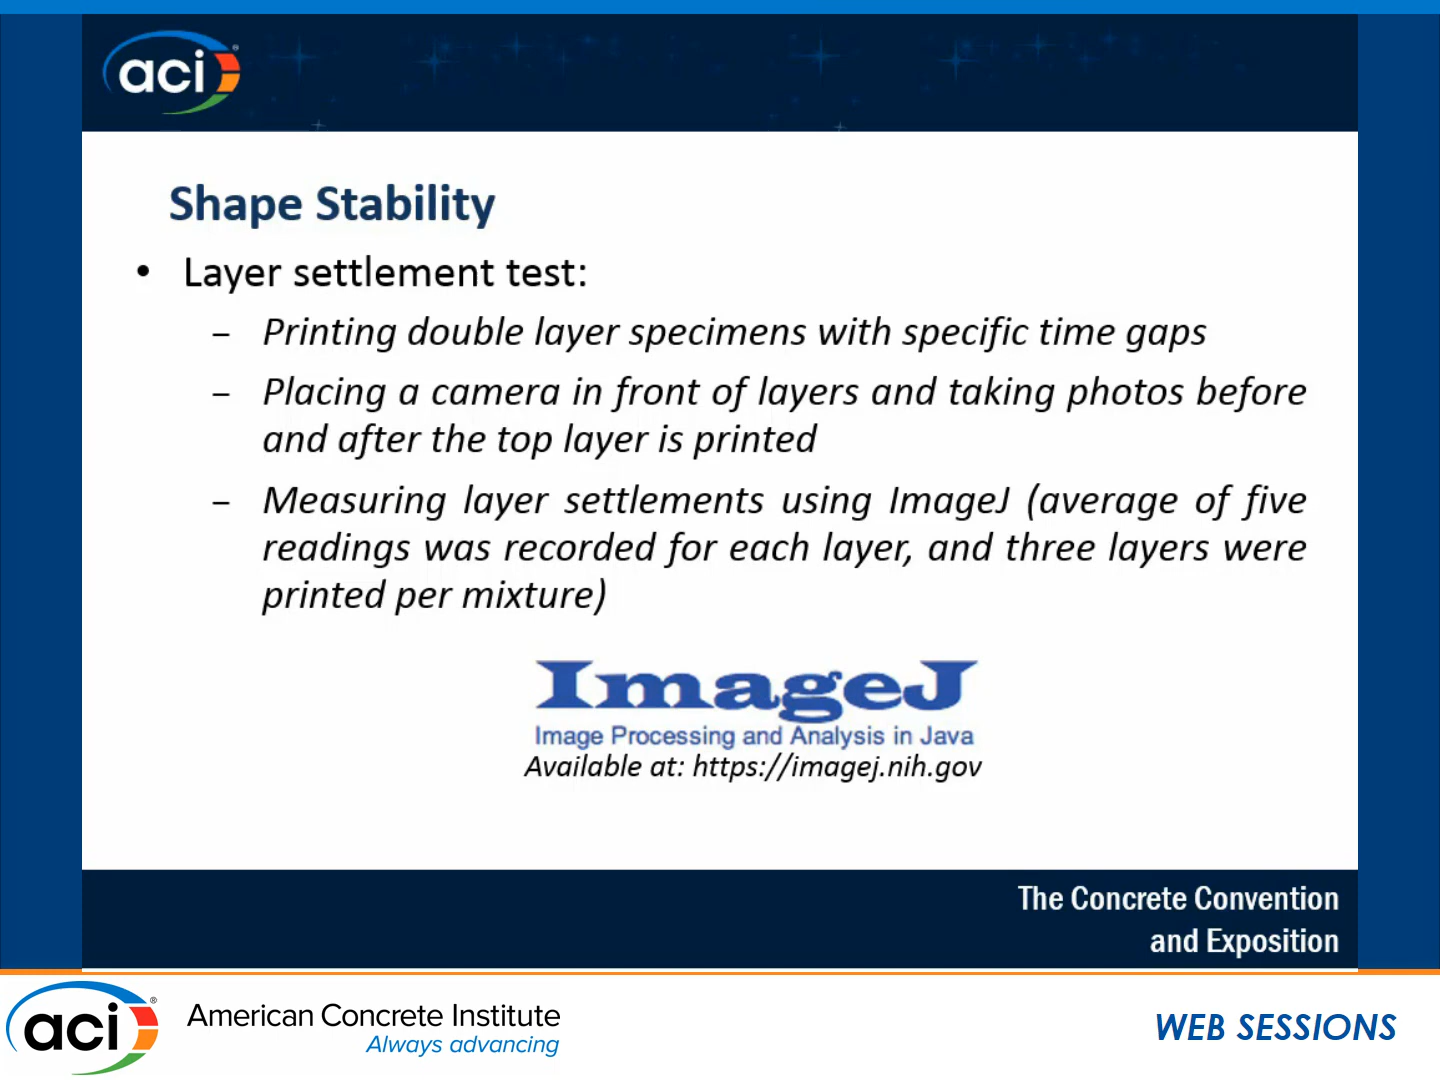 aci®
Shape Stability
• Layer settlement test:
– Printing double layer specimens with specific time gaps
– Placing a camera in front of layers and taking photos before
and after the top layer is printed
– Measuring layer settlements using ImageJ (average of five
readings was recorded for each layer, and three layers were
printed per mixture)
ImageJ
Image Processing and Analysis in Java
Available at: https://imagej.nih.gov
The Concrete Convention
and Exposition
aci®
American Concrete Institute
Always advancing
WEB SESSIONS